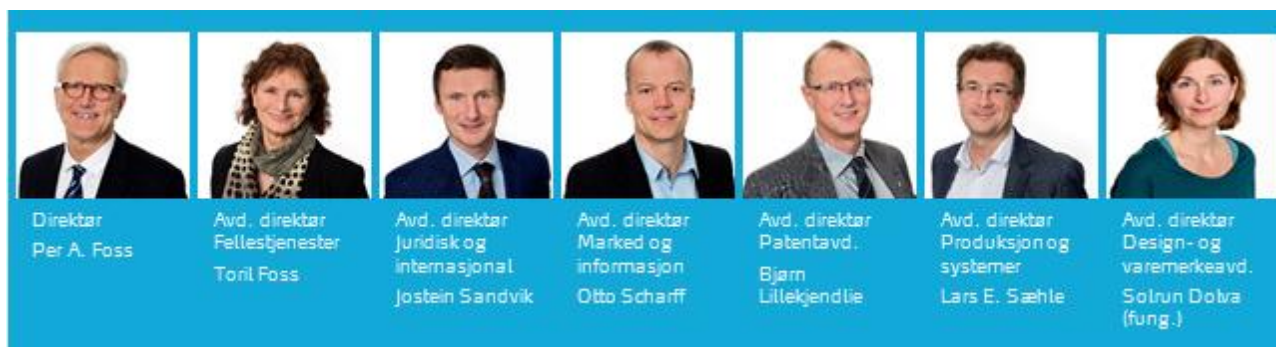 Direktør
Per A. Foss
Avd. direktør
Fellestjenester
Toril Foss
Avd. direktør
Juridisk og
internasjonal
Jostein Sandvik
Avd. direktør
Marked og
informasjon
Otto Scharff
Avd. direktør
Patentavd.
Bjørn
Lillekjendlie
Avd. direktør
Produksjon og
systemer
Lars E. Sæhle
Avd. direktør
Design- og
varemerkeavd.
Solrun Dolva
(fung.)